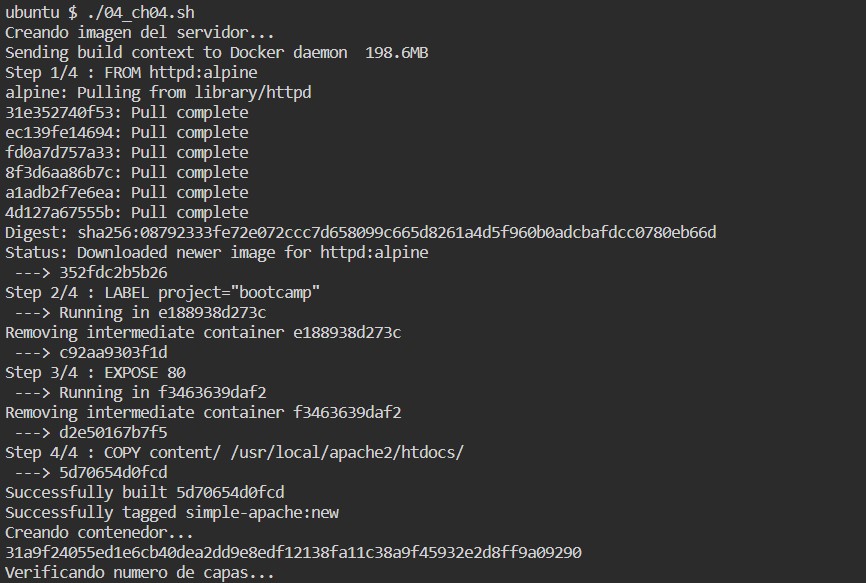 ubuntu $ ./04_ch04.sh
Creando imagen del servidor...
Sending build context to Docker daemon  198.6MB
Step 1/4 : FROM httpd:alpine
alpine: Pulling from library/httpd
31e352740f53: Pull complete
ec139fe14694: Pull complete
fd0a7d757a33: Pull complete
8f3d6aa86b7c: Pull complete
a1adb2f7e6ea: Pull complete
4d127a67555b: Pull complete
Digest: sha256:08792333fe72e072ccc7d658099c665d8261a4d5f960b0adcbafdcc0780eb66d
Status: Downloaded newer image for httpd:alpine
 ---> 352fdc2b5b26
Step 2/4 : LABEL project="bootcamp"
 ---> Running in e188938d273c
Removing intermediate container e188938d273c
 ---> c92aa9303f1d
Step 3/4 : EXPOSE 80
 ---> Running in f3463639daf2
Removing intermediate container f3463639daf2
 ---> d2e50167b7f5
Step 4/4 : COPY content/ /usr/local/apache2/htdocs/
 ---> 5d70654d0fcd
Successfully built 5d70654d0fcd
Successfully tagged simple-apache:new
Creando contenedor...
31a9f24055ed1e6cb40dea2dd9e8edf12138fa11c38a9f45932e2d8ff9a09290
Verificando numero de capas...